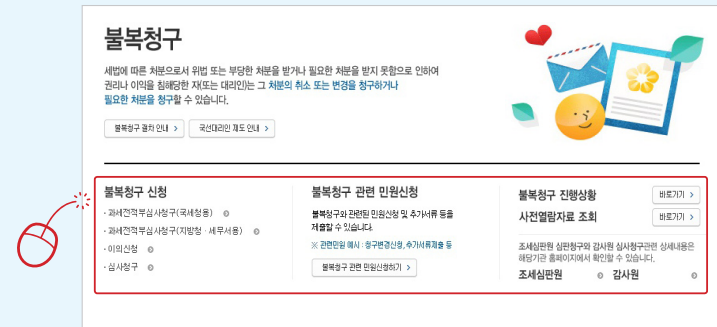 불복청구
세법에 따른 처분으로서 위법 또는 부당한 처분을 받거나 필요한 처분을 받지 못함으로 인하여
권리나 이익을 침해당한 자(또는 대리인)는 그 처분의 취소 또는 변경을 청구하거나
필요한 처분을 청구할 수 있습니다.
불복청구 절차 안내 >
국선대리인 제도 안내 >
불복청구 신청
· 과세전적부심사청구(국세청용)
· 과세전적부심사청구(지방청 · 세무서용)
· 이의신청
· 심사청구
불복청구 관련 민원신청
불복청구와 관련된 민원신청 및 추가서류 등을
제출할 수 있습니다.
※ 관련민원 예시 : 청구변경신청, 추가서류제출 등
불복청구 관련 민원신청하기 >
불복청구 진행상황 바로가기 >
사전열람자료 조회 바로가기 >
조세심판원 심판청구와 감사원 심사청구관련 상세내용은
해당기관 홈페이지에서 확인할 수 있습니다.
조세심판원 감사원